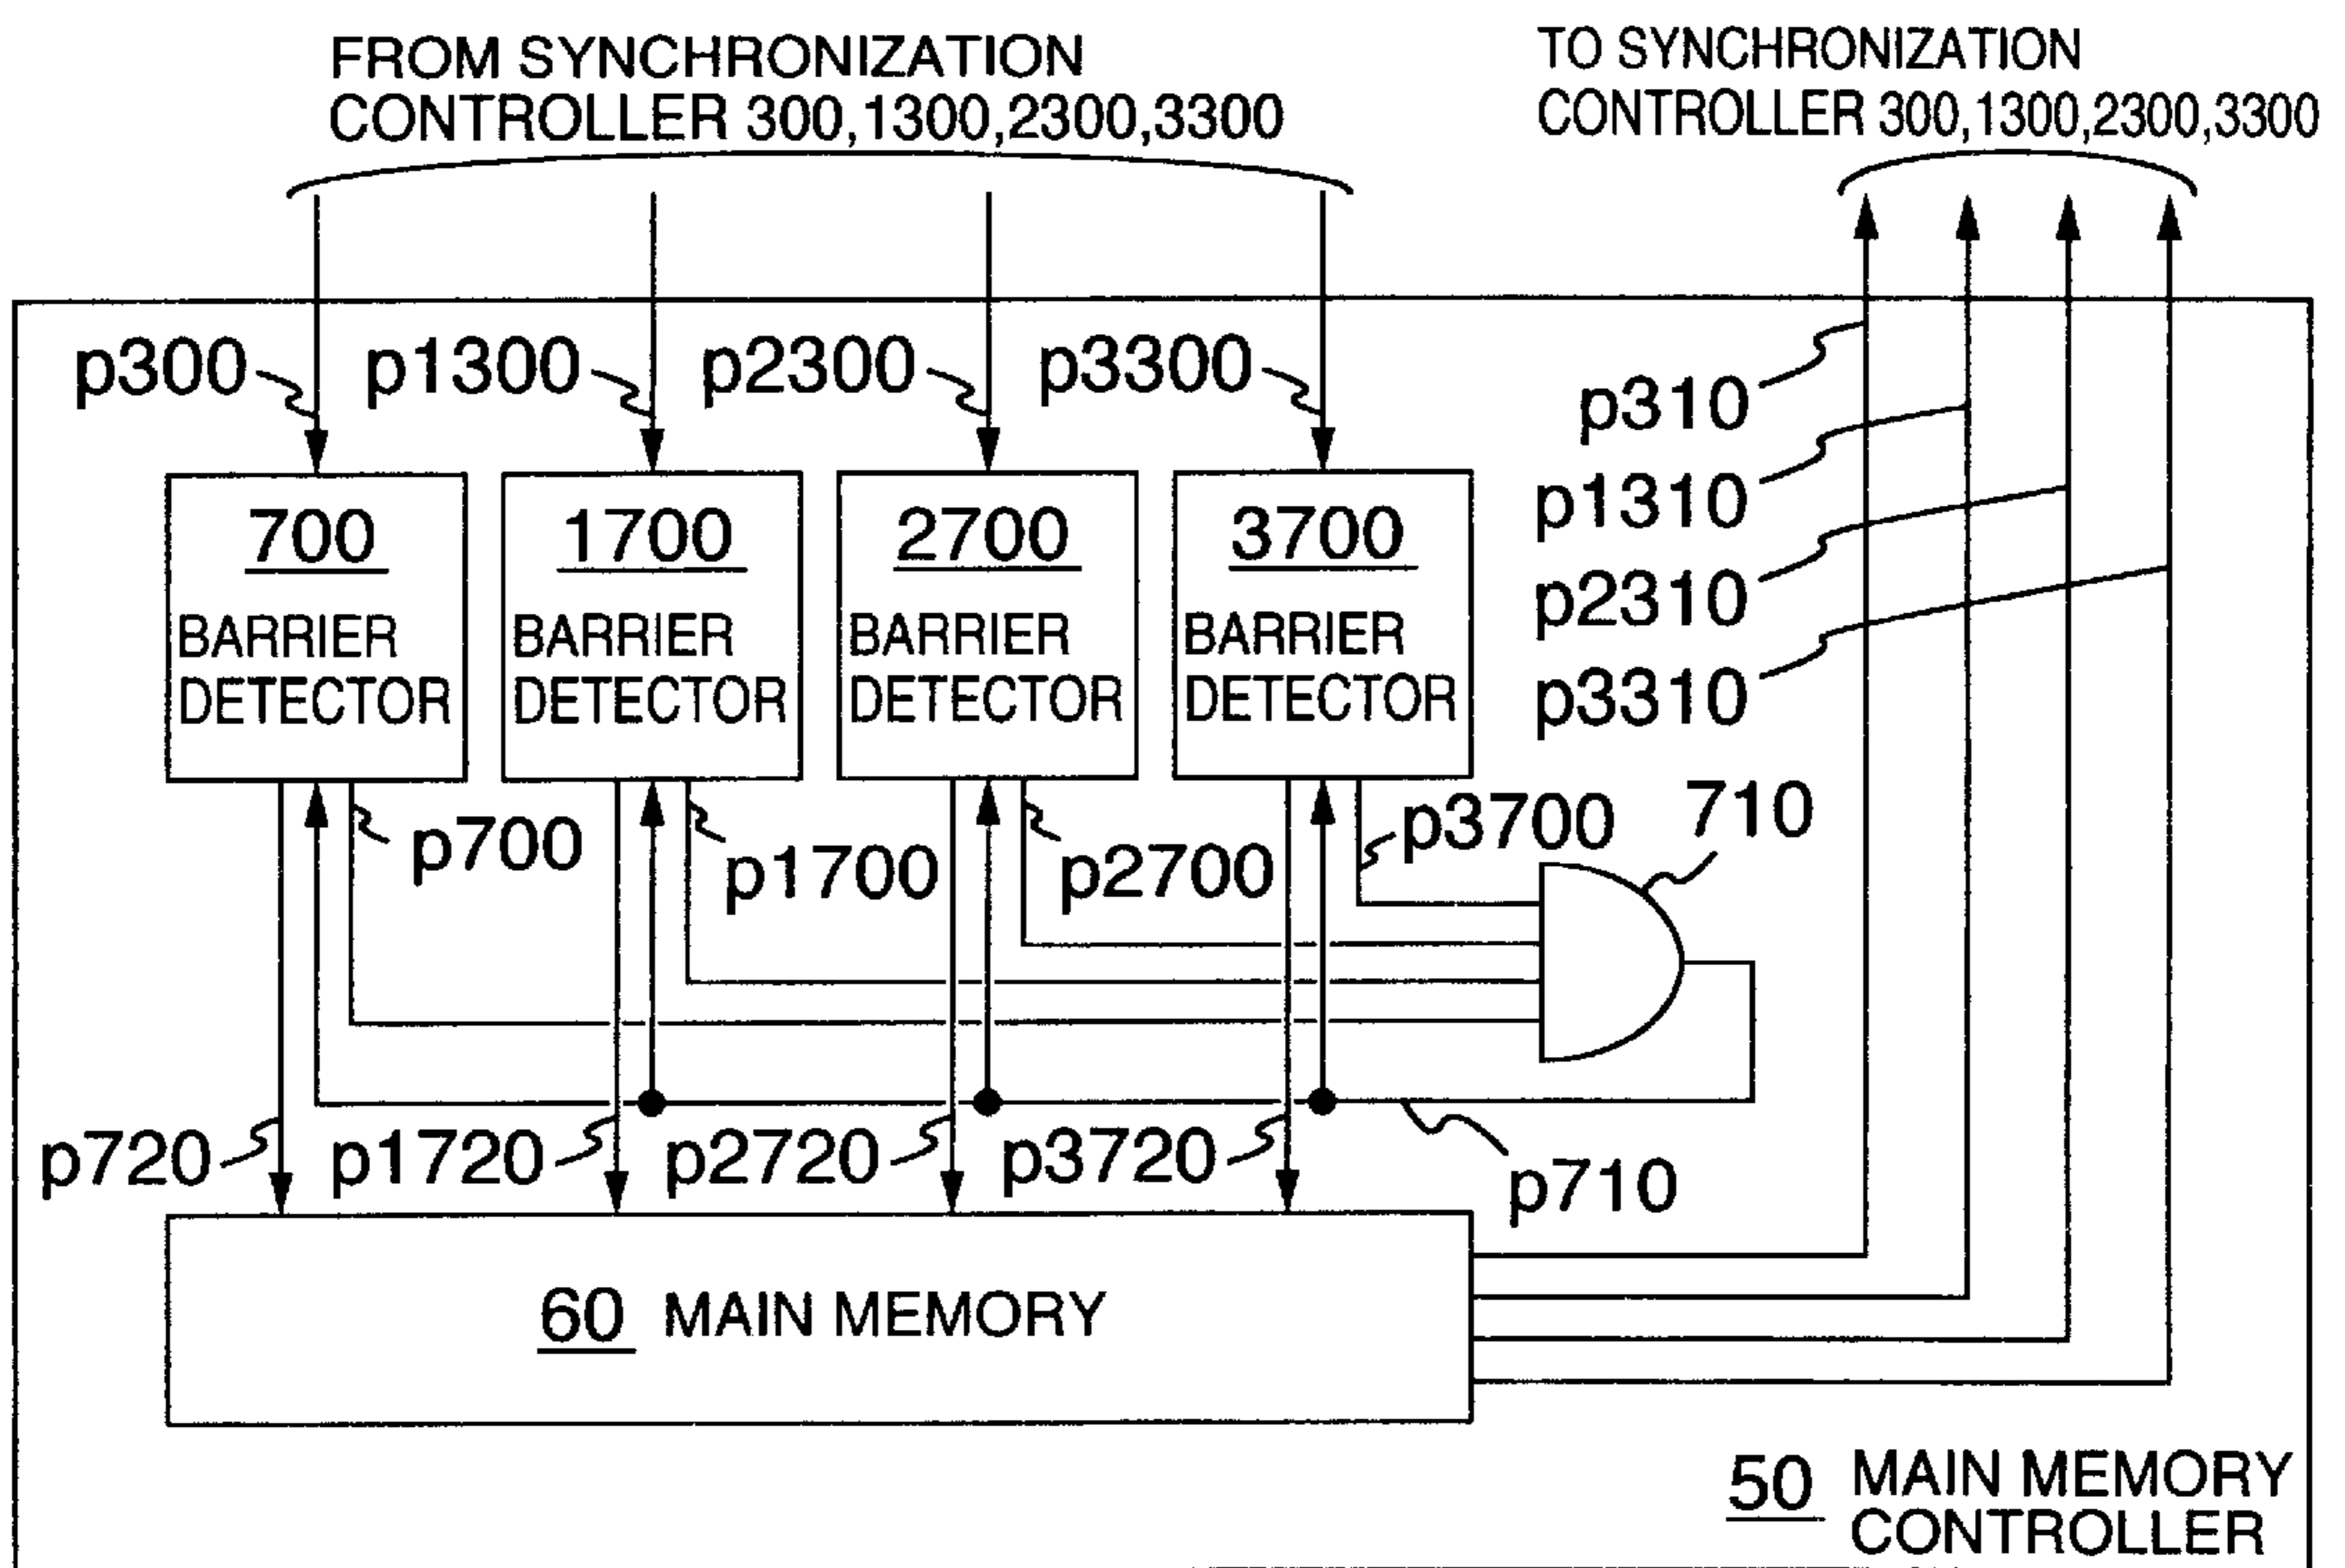 FROM SYNCHRONIZATION
CONTROLLER 300,1300,2300,3300
TO SYNCHRONIZATION
CONTROLLER 300,1300,2300,3300
p300
p1300
p2300
p3300
p310
p1310
p2310
p3310
700
BARRIER
DETECTOR
1700
BARRIER
DETECTOR
2700
BARRIER
DETECTOR
3700
BARRIER
DETECTOR
p700
p1700
p2700
p3700
710
p720
p1720
p2720
p3720
p710
60 MAIN MEMORY
50 MAIN MEMORY
CONTROLLER